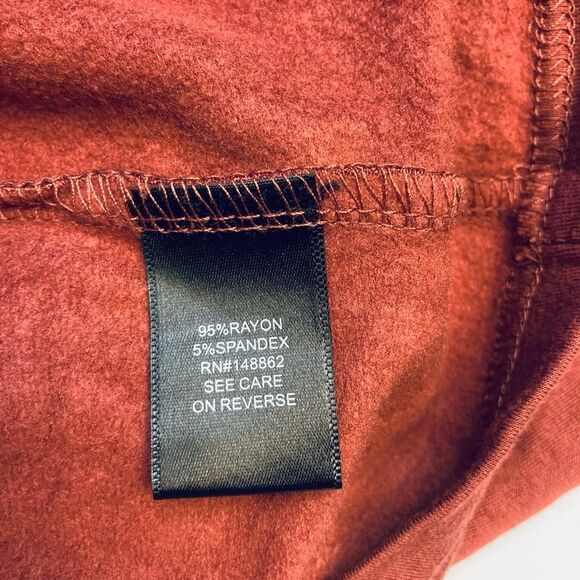 95%RAYON
5%SPANDEX
RN#148862
SEE CARE
ON REVERSE